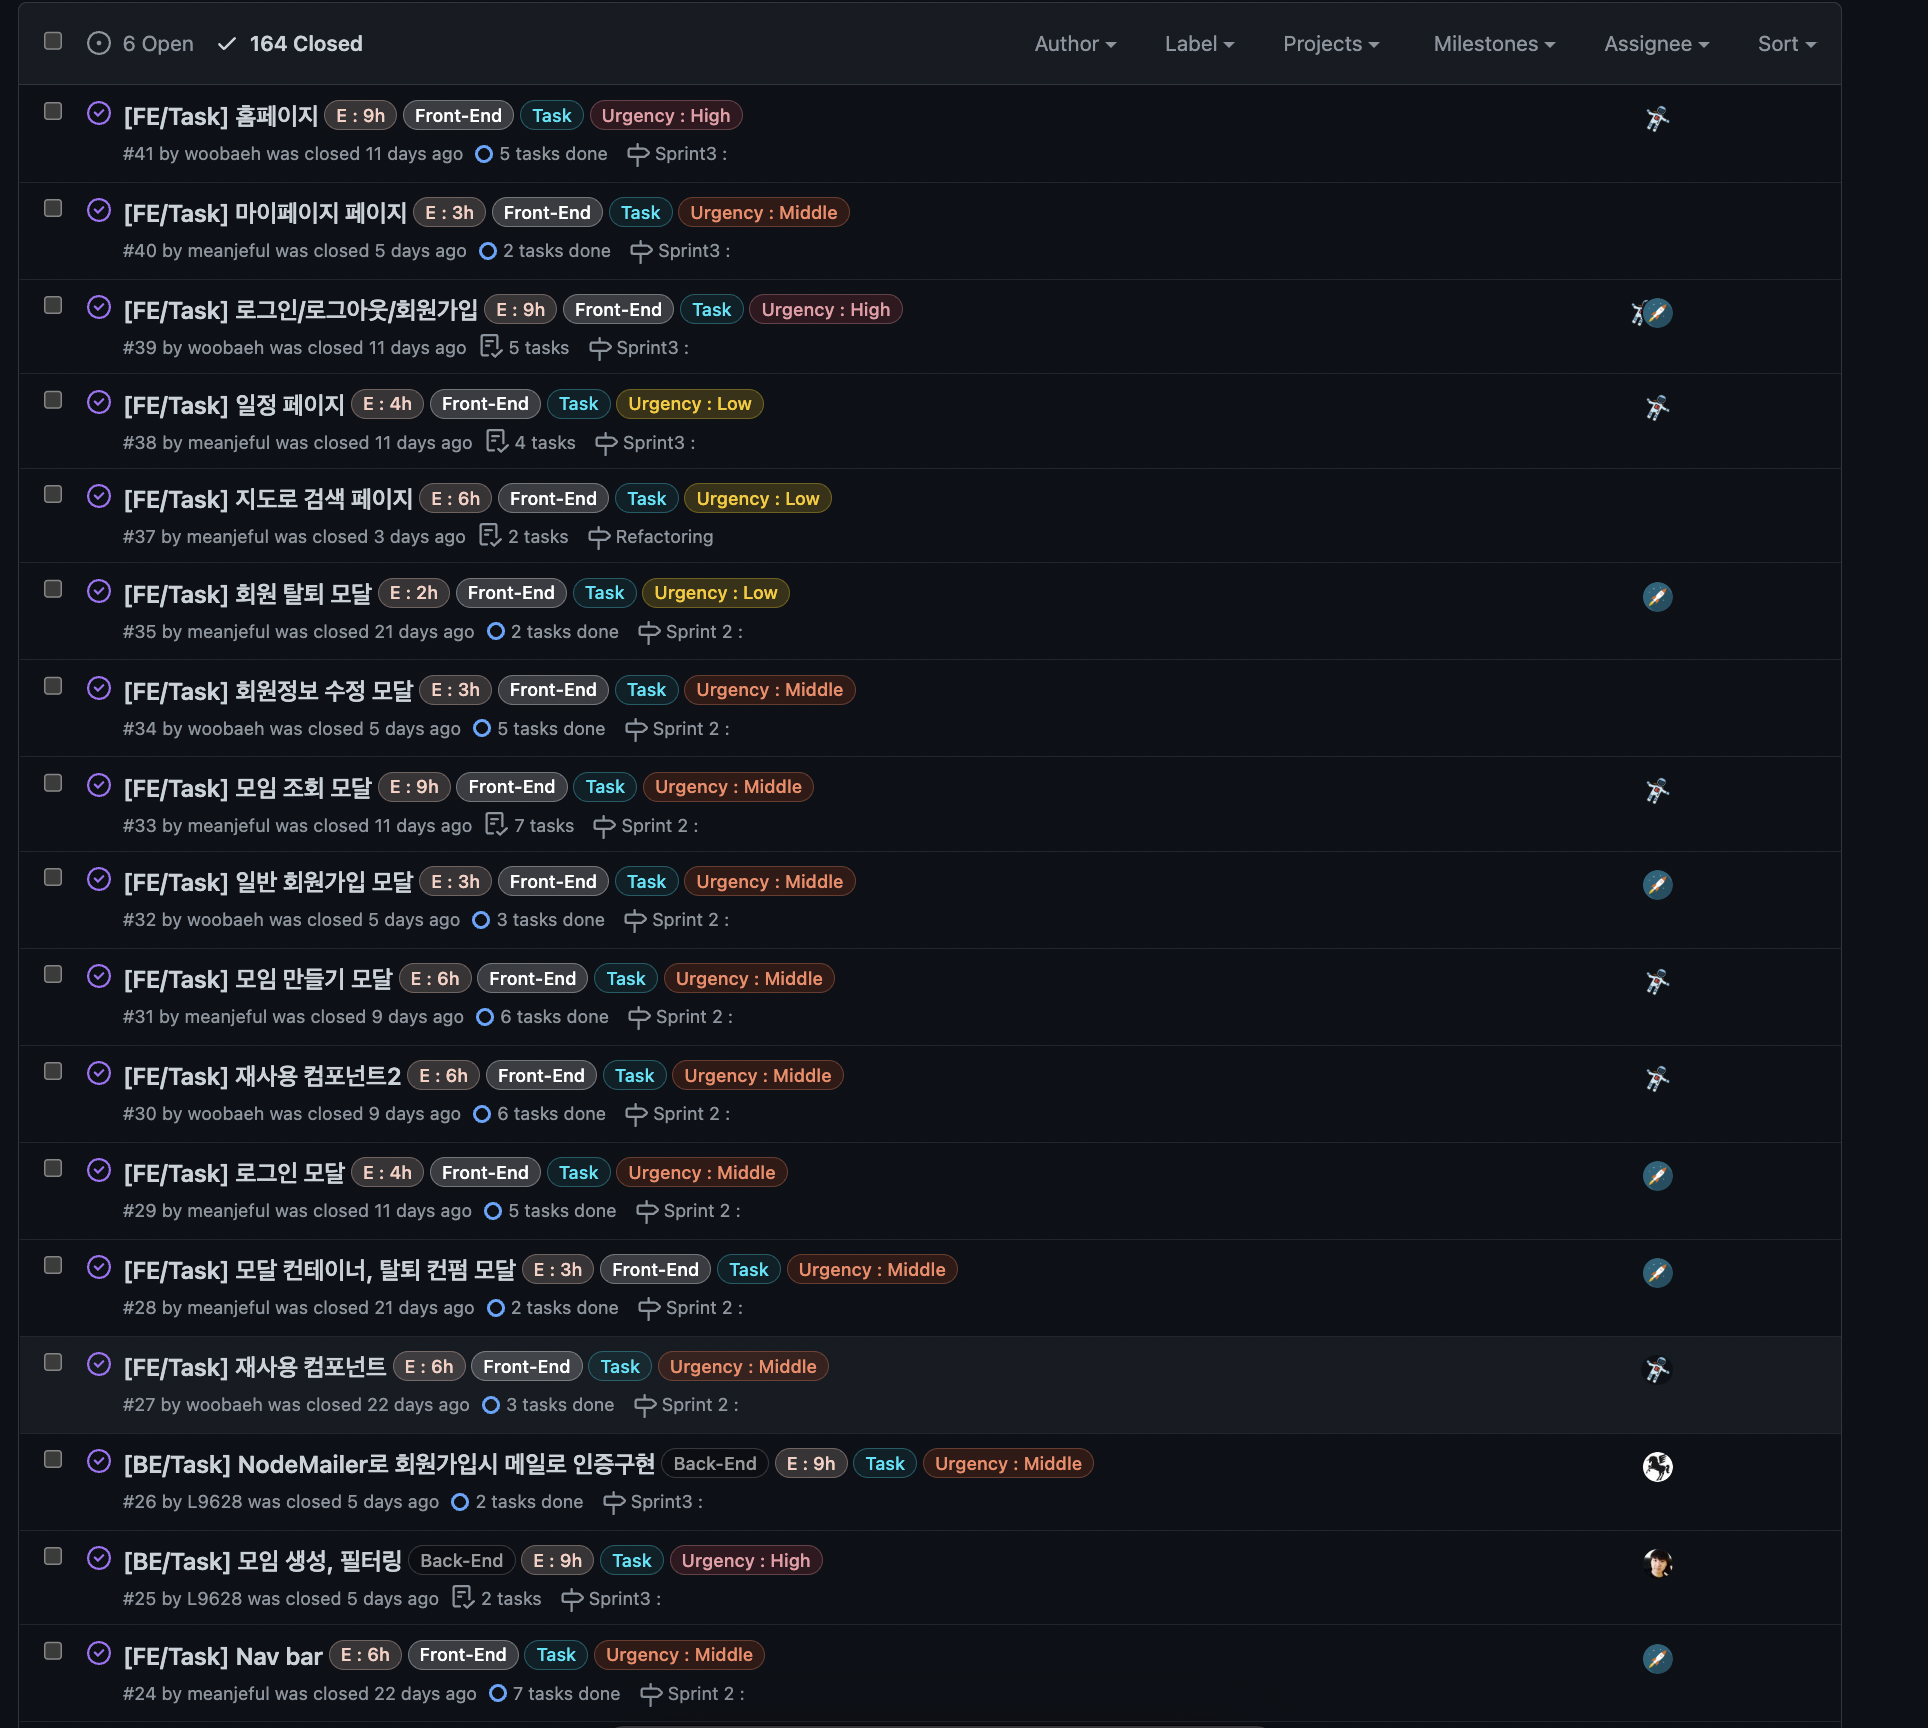 6 Open 164 Closed Author Label Projects Milestones Assignee Sort
[FE/Task] 홈페이지 E : 9h Front-End Task Urgency : High
#41 by woobaeh was closed 11 days ago 5 tasks done Sprint3 :
[FE/Task] 마이페이지 페이지 E : 3h Front-End Task Urgency : Middle
#40 by meanjeful was closed 5 days ago 2 tasks done Sprint3 :
[FE/Task] 로그인/로그아웃/회원가입 E : 9h Front-End Task Urgency : High
#39 by woobaeh was closed 11 days ago 5 tasks Sprint3 :
[FE/Task] 일정 페이지 E : 4h Front-End Task Urgency : Low
#38 by meanjeful was closed 11 days ago 4 tasks Sprint3 :
[FE/Task] 지도로 검색 페이지 E : 6h Front-End Task Urgency : Low
#37 by meanjeful was closed 3 days ago 2 tasks Refactoring
[FE/Task] 회원 탈퇴 모달 E : 2h Front-End Task Urgency : Low
#35 by meanjeful was closed 21 days ago 2 tasks done Sprint 2 :
[FE/Task] 회원정보 수정 모달 E : 3h Front-End Task Urgency : Middle
#34 by woobaeh was closed 5 days ago 5 tasks done Sprint 2 :
[FE/Task] 모임 조회 모달 E : 9h Front-End Task Urgency : Middle
#33 by meanjeful was closed 11 days ago 7 tasks Sprint 2 :
[FE/Task] 일반 회원가입 모달 E : 3h Front-End Task Urgency : Middle
#32 by woobaeh was closed 5 days ago 3 tasks done Sprint 2 :
[FE/Task] 모임 만들기 모달 E : 6h Front-End Task Urgency : Middle
#31 by meanjeful was closed 9 days ago 6 tasks done Sprint 2 :
[FE/Task] 재사용 컴포넌트2 E : 6h Front-End Task Urgency : Middle
#30 by woobaeh was closed 9 days ago 6 tasks done Sprint 2 :
[FE/Task] 로그인 모달 E : 4h Front-End Task Urgency : Middle
#29 by meanjeful was closed 11 days ago 5 tasks done Sprint 2 :
[FE/Task] 모달 컨테이너, 탈퇴 컨펌 모달 E : 3h Front-End Task Urgency : Middle
#28 by meanjeful was closed 21 days ago 2 tasks done Sprint 2 :
[FE/Task] 재사용 컴포넌트 E : 6h Front-End Task Urgency : Middle
#27 by woobaeh was closed 22 days ago 3 tasks done Sprint 2 :
[BE/Task] NodeMailer로 회원가입시 메일로 인증구현 Back-End E : 9h Task Urgency : Middle
#26 by L9628 was closed 5 days ago 2 tasks done Sprint3 :
[BE/Task] 모임 생성, 필터링 Back-End E : 9h Task Urgency : High
#25 by L9628 was closed 5 days ago 2 tasks Sprint3 :
[FE/Task] Nav bar E : 6h Front-End Task Urgency : Middle
#24 by meanjeful was closed 22 days ago 7 tasks done Sprint 2 :